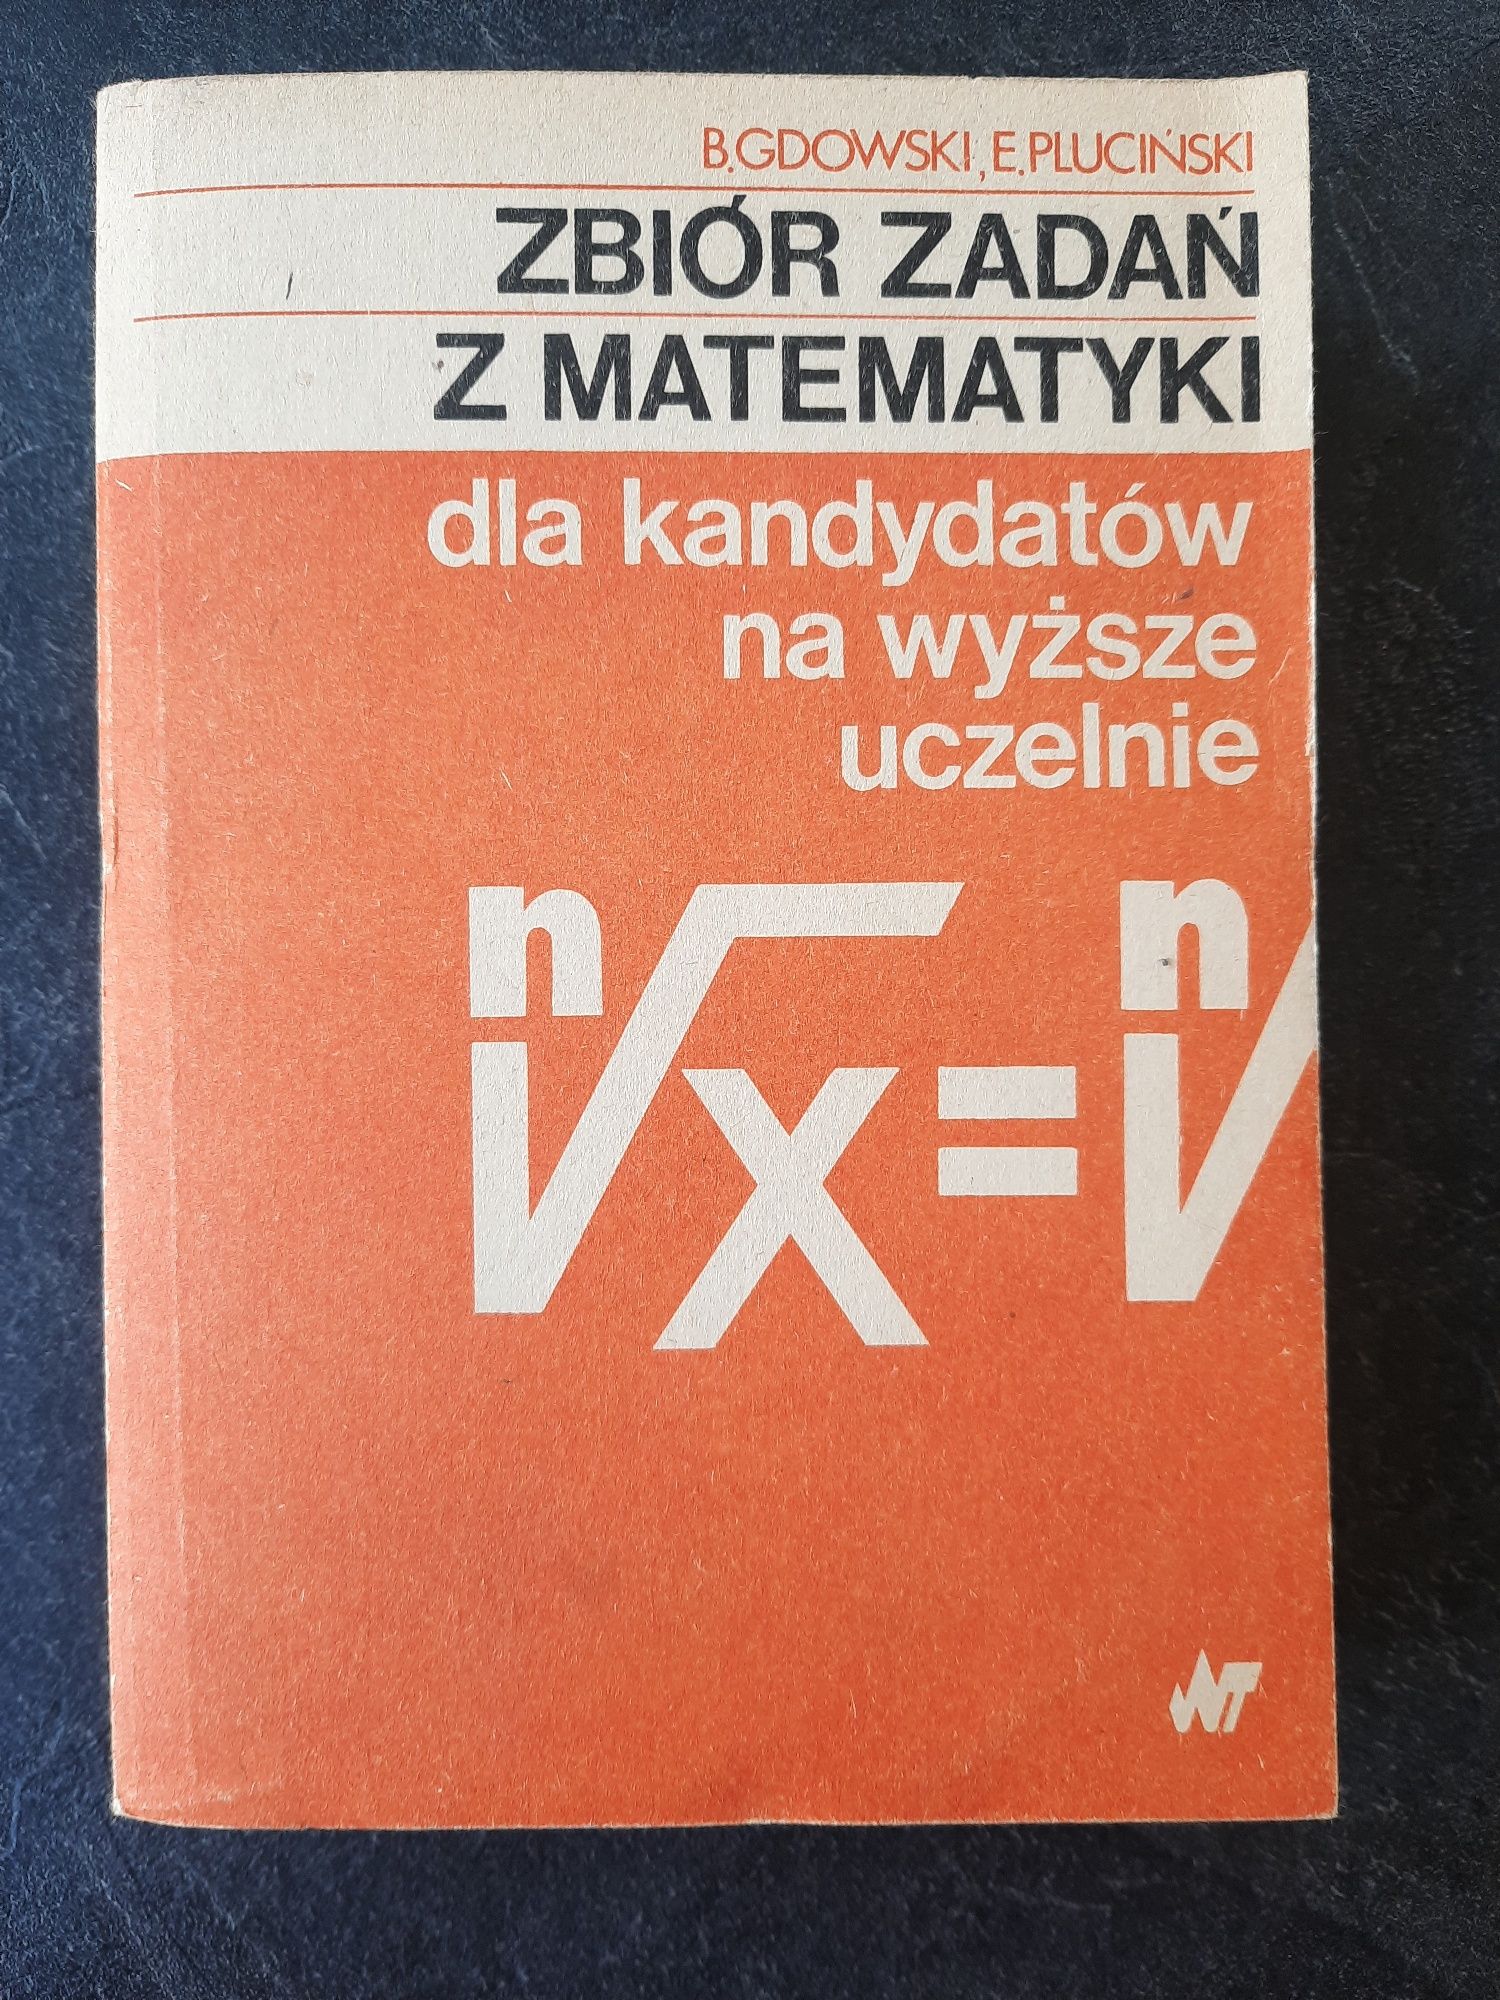 B.GDOWSKI, E.PLUCIŃSKI
ZBIÓR ZADAŃ
Z MATEMATYKI
dla kandydatów
na wyższe
uczelnie
n√x = n√
WNT